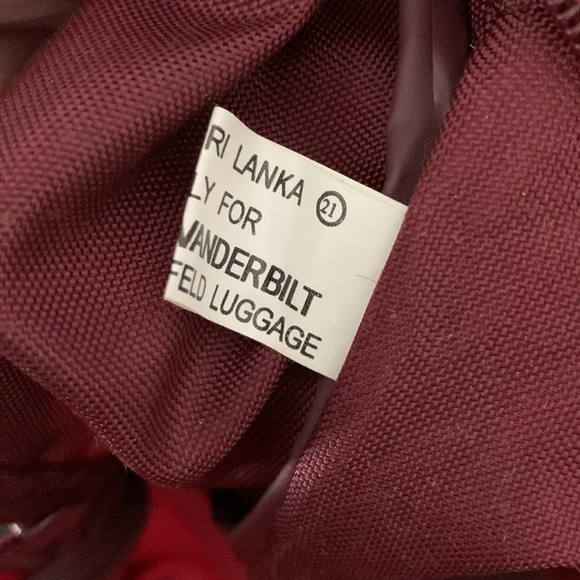 RI LANKA 21
LY FOR
VANDERBILT
FELD LUGGAGE